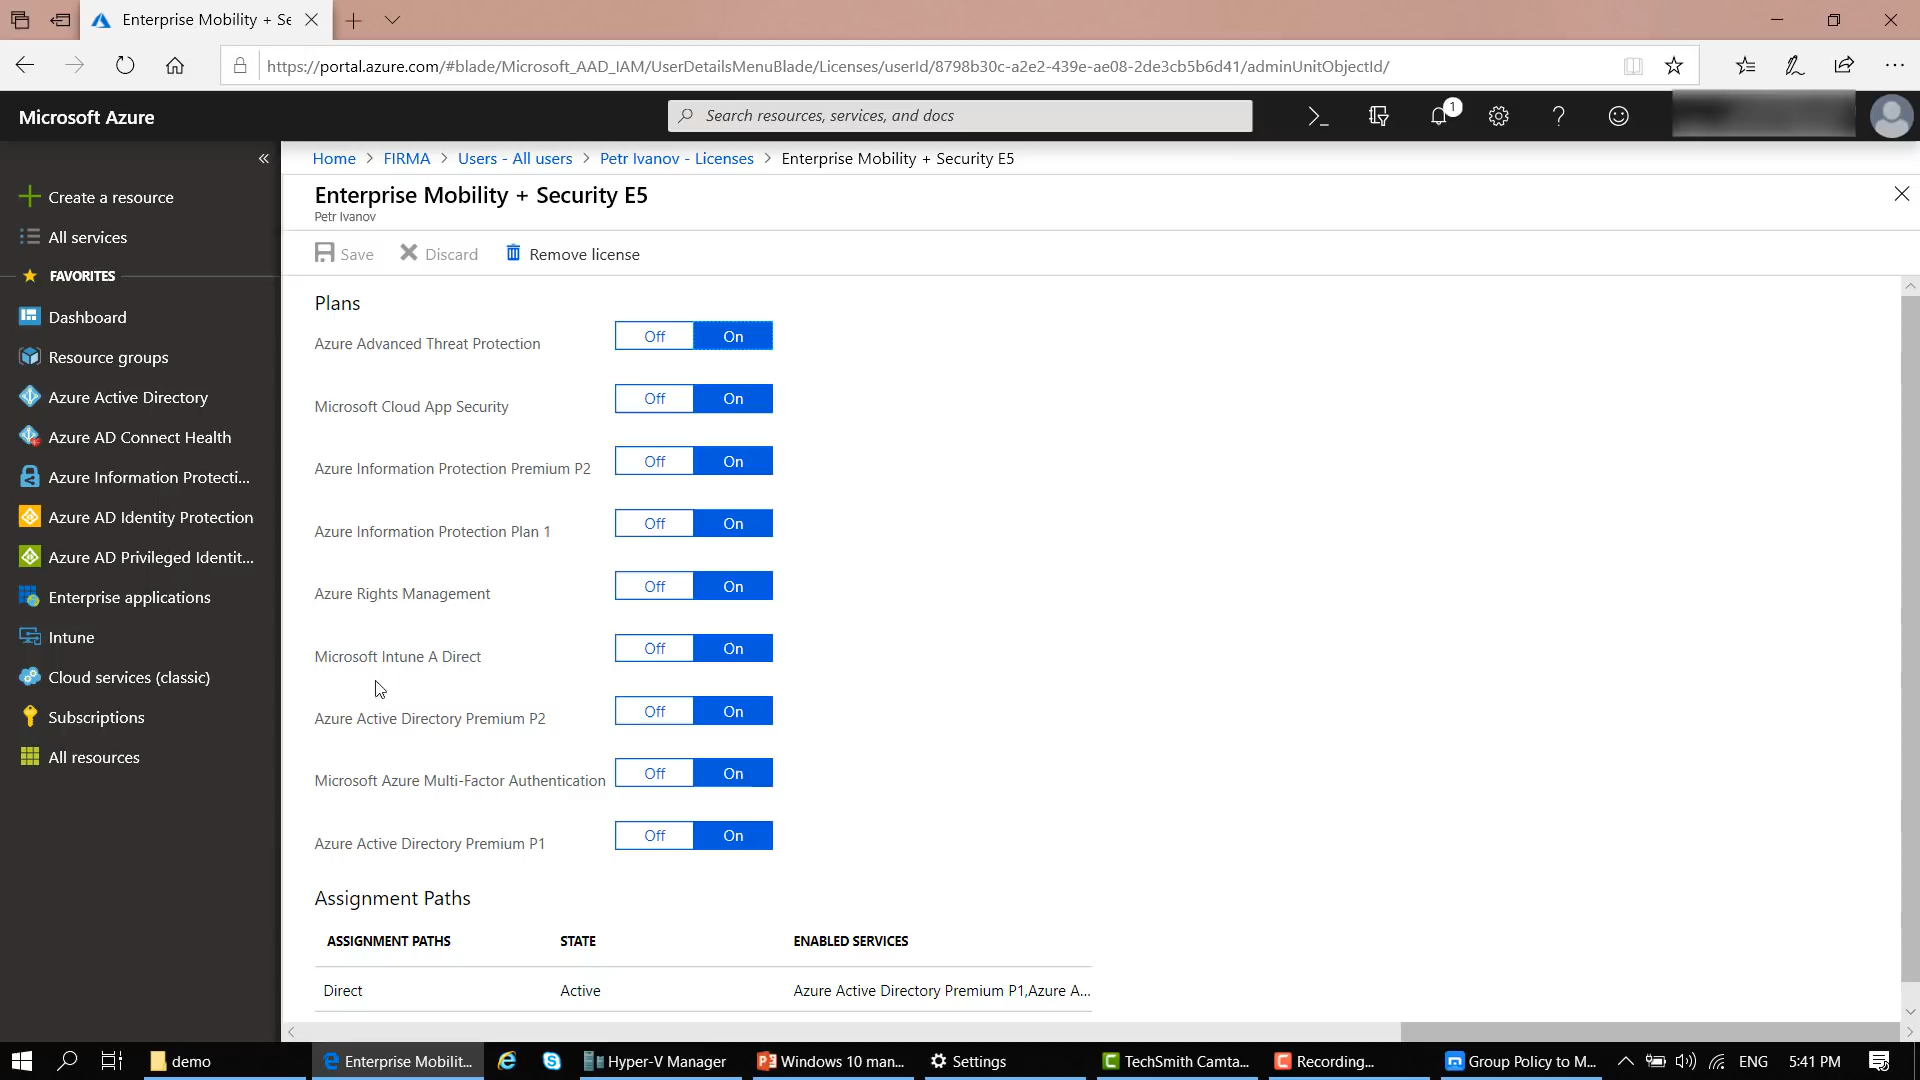 Enterprise Mobility + Se
https://portal.azure.com/#blade/Microsoft_AAD_IAM/UserDetailsMenuBlade/Licenses/userId/8798b30c-a2e2-439e-ae08-2de3cb5b6d41/adminUnitObjectId/
Microsoft Azure
Search resources, services, and docs
1
Home > FIRMA > Users - All users > Petr Ivanov - Licenses > Enterprise Mobility + Security E5
Enterprise Mobility + Security E5
Petr Ivanov
Save
Discard
Remove license
Create a resource
All services
FAVORITES
Dashboard
Resource groups
Azure Active Directory
Azure AD Connect Health
Azure Information Protecti...
Azure AD Identity Protection
Azure AD Privileged Identit...
Enterprise applications
Intune
Cloud services (classic)
Subscriptions
All resources
Plans
Azure Advanced Threat Protection Off On
Microsoft Cloud App Security Off On
Azure Information Protection Premium P2 Off On
Azure Information Protection Plan 1 Off On
Azure Rights Management Off On
Microsoft Intune A Direct Off On
Azure Active Directory Premium P2 Off On
Microsoft Azure Multi-Factor Authentication Off On
Azure Active Directory Premium P1 Off On
Assignment Paths
ASSIGNMENT PATHS STATE ENABLED SERVICES
Direct Active Azure Active Directory Premium P1,Azure A...
demo
Enterprise Mobilit...
Hyper-V Manager
Windows 10 man...
Settings
TechSmith Camta...
Recording...
Group Policy to M...
ENG
5:41 PM